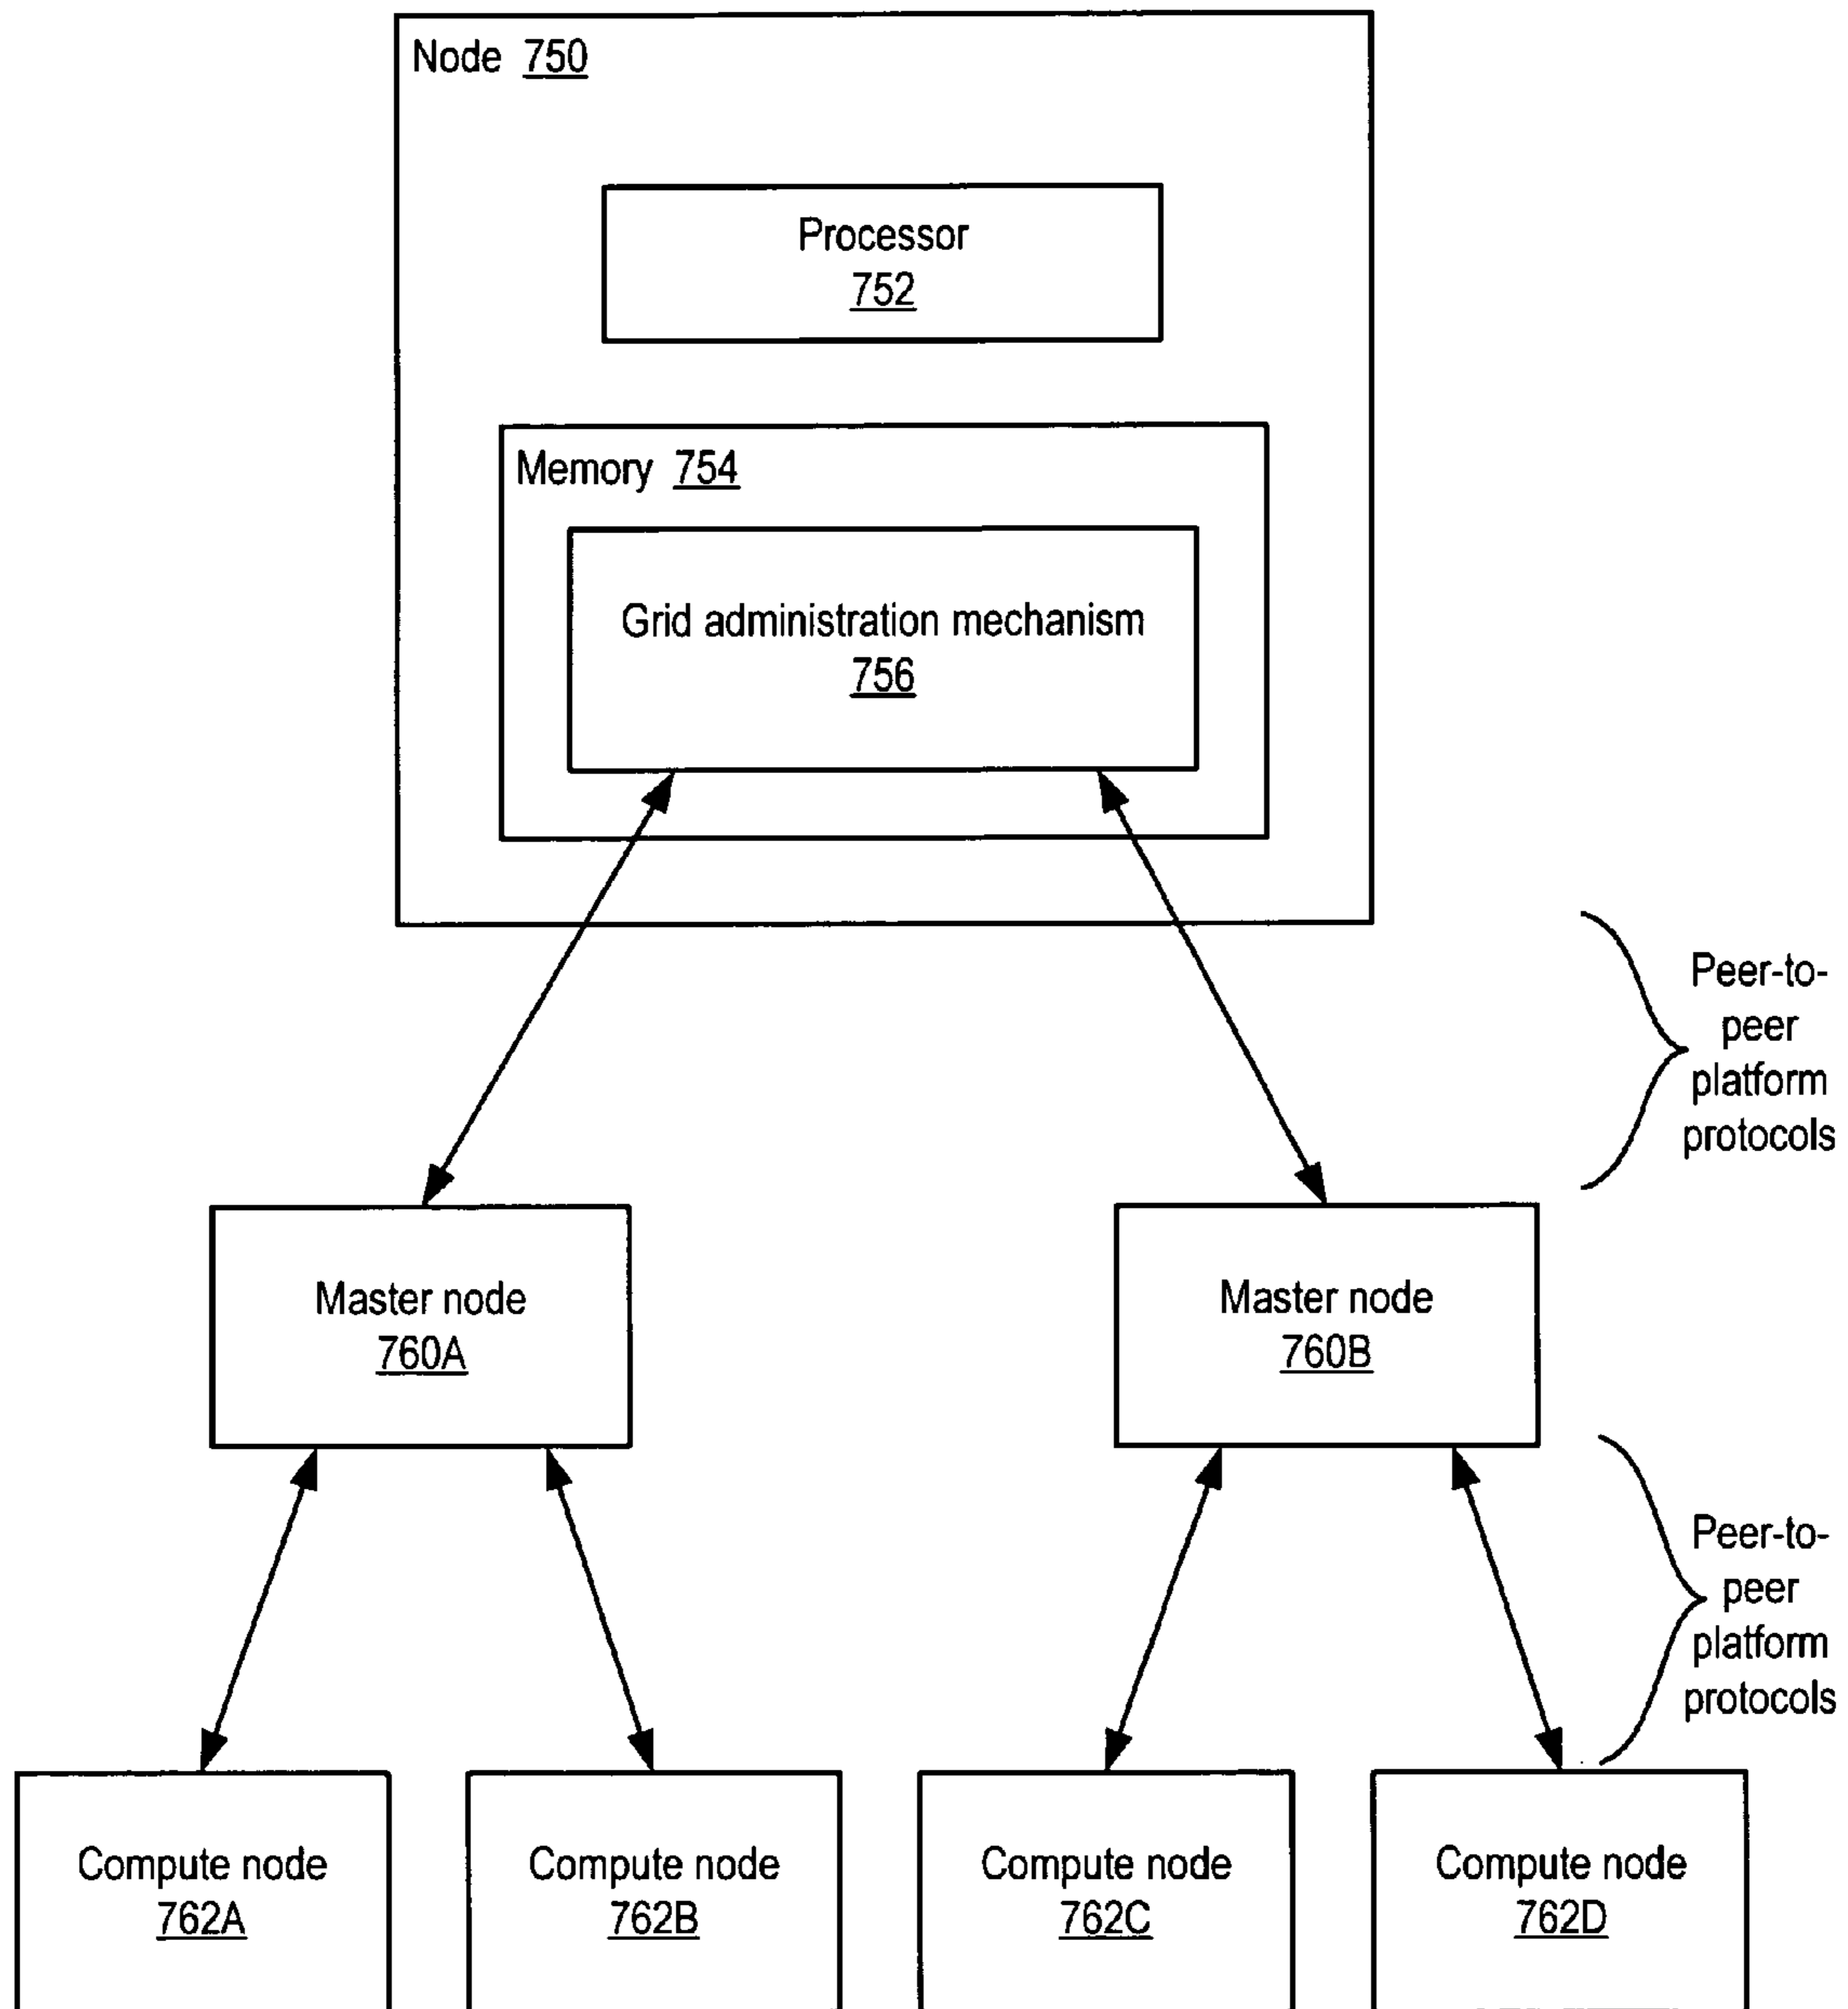 Node 750
Processor
752
Memory 754
Grid administration mechanism
756
Peer-to-
peer
platform
protocols
Master node
760A
Master node
760B
Peer-to-
peer
platform
protocols
Compute node
762A
Compute node
762B
Compute node
762C
Compute node
762D